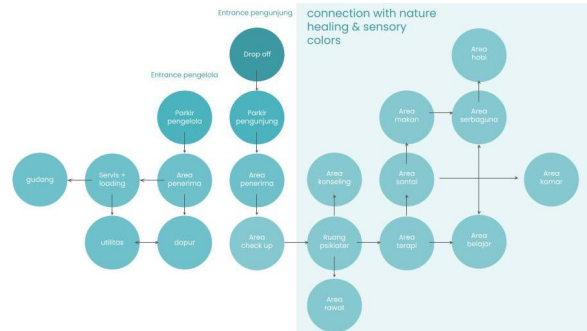 Entrance pengunjung
connection with nature
healing & sensory
colors
Drop off
Area
hobi
Entrance pengelola
Parkir
pengelola
Parkir
pengunjung
Area
makan
Area
serbaguna
gudang
Servis +
loading
Area
penerima
Area
penerima
Area
konseling
Area
santai
Area
kamar
utilitas
dapur
Area
check up
Ruang
psikiater
Area
terapi
Area
belajar
Area
rawat